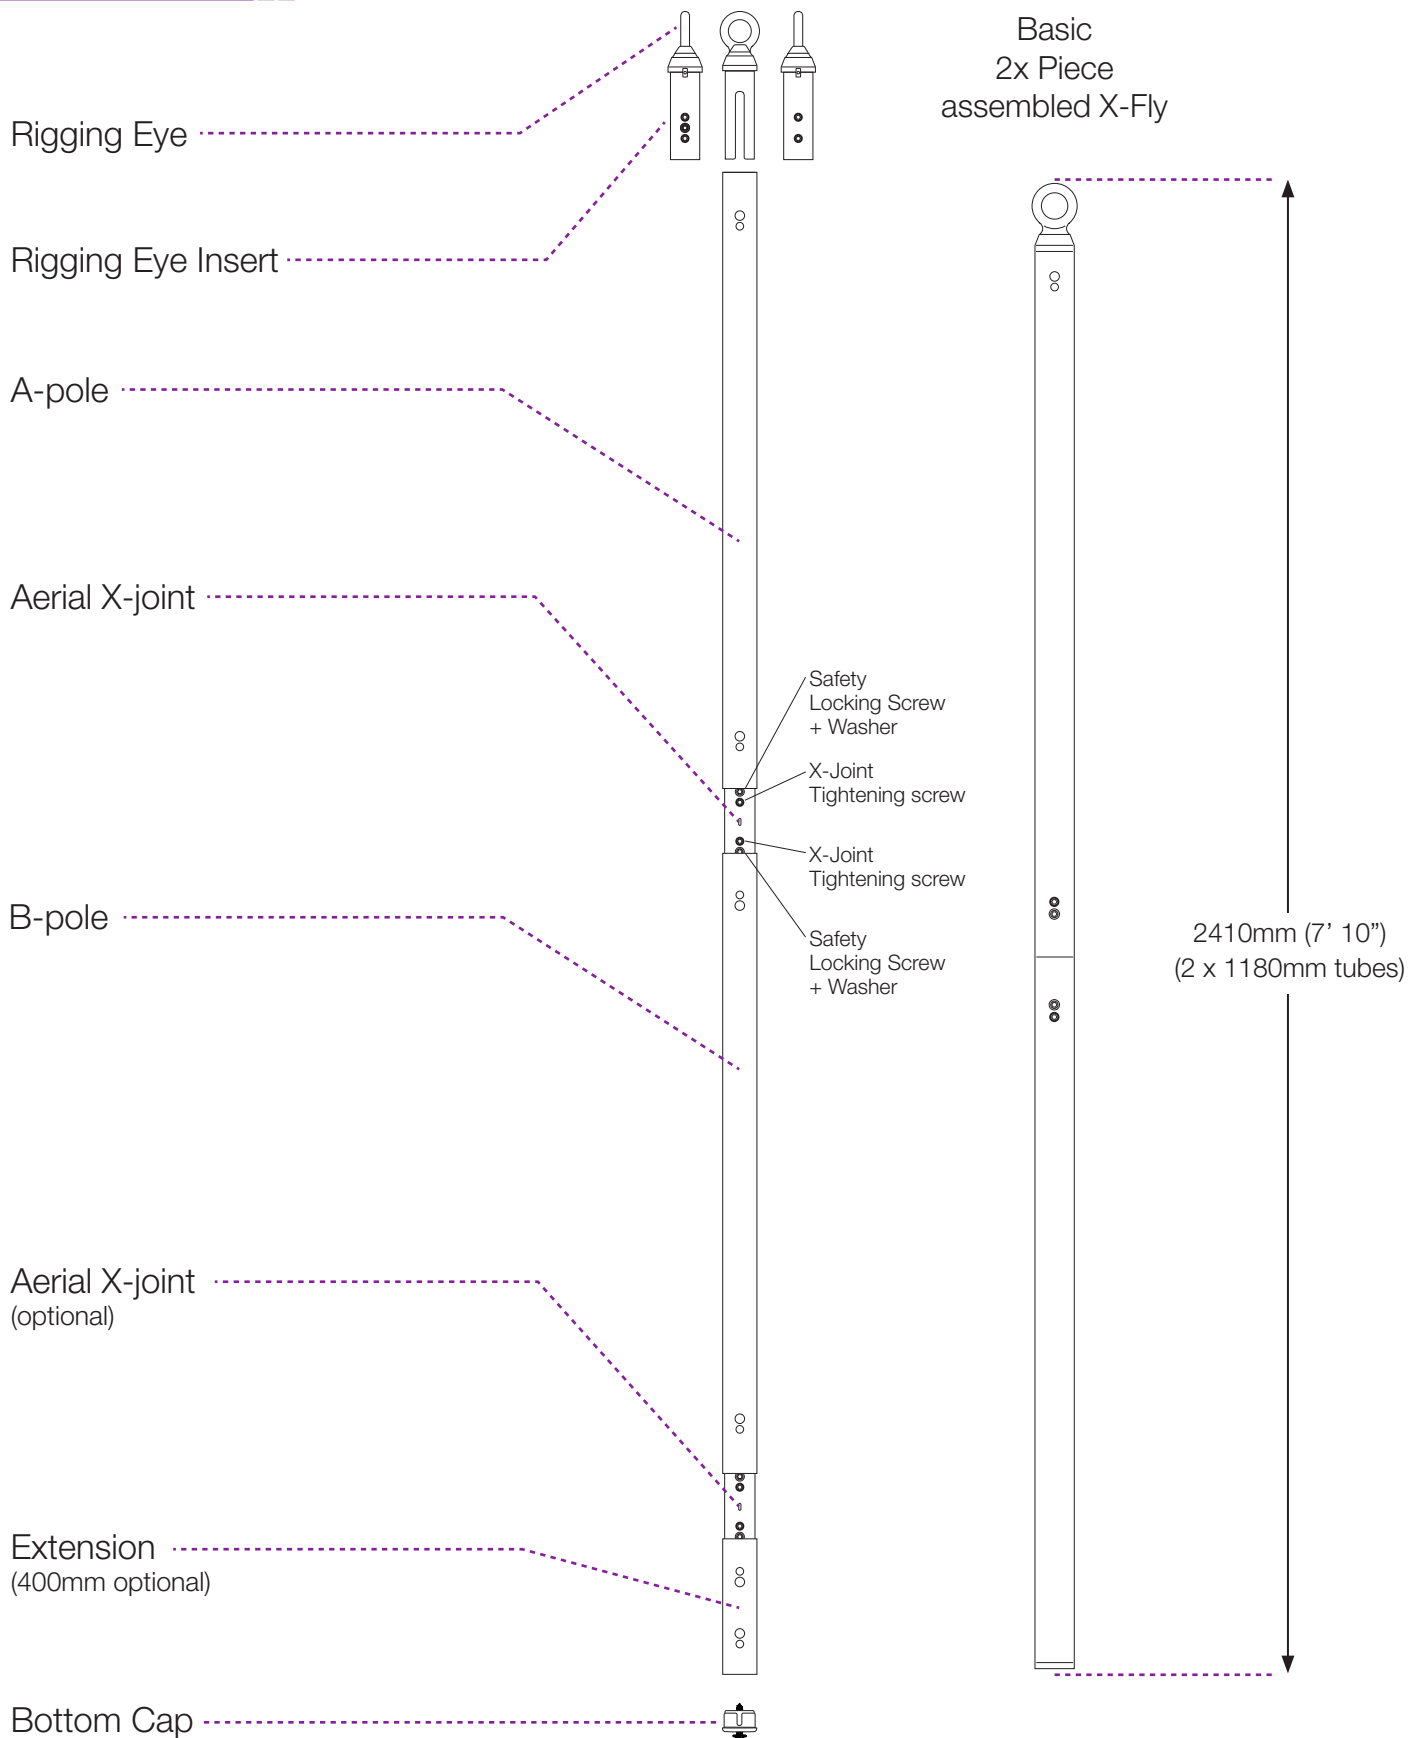 Basic
2x Piece
assembled X-Fly
Rigging Eye
Rigging Eye Insert
A-pole
Aerial X-joint
Safety
Locking Screw
+ Washer
X-Joint
Tightening screw
X-Joint
Tightening screw
B-pole
Safety
Locking Screw
+ Washer
2410mm (7’ 10”)
(2 x 1180mm tubes)
Aerial X-joint
(optional)
Extension
(400mm optional)
Bottom Cap